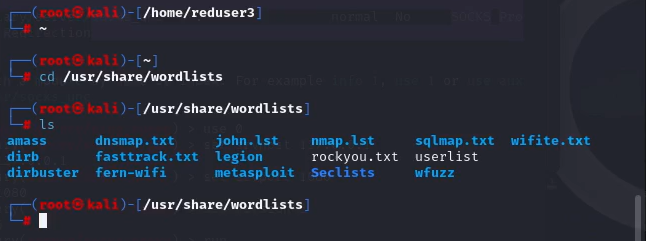 ┌──(root㉿kali)-[/home/reduser3]
└─# ~
┌──(root㉿kali)-[~]
└─# cd /usr/share/wordlists
┌──(root㉿kali)-[/usr/share/wordlists]
└─# ls
amass dnsmap.txt john.lst nmap.lst sqlmap.txt wifite.txt
dirb fasttrack.txt legion rockyou.txt userlist
dirbuster fern-wifi metasploit Seclists wfuzz
┌──(root㉿kali)-[/usr/share/wordlists]
└─#